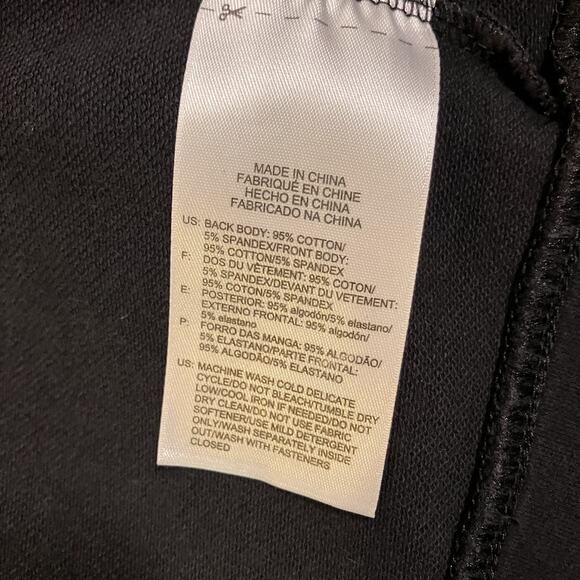 MADE IN CHINA
FABRIQUÉ EN CHINE
HECHO EN CHINA
FABRICADO NA CHINA
US: BACK BODY: 95% COTTON/
5% SPANDEX/FRONT BODY:
95% COTTON/5% SPANDEX
F: DOS DU VÊTEMENT: 95% COTON/
5% SPANDEX/DEVANT DU VETEMENT:
95% COTON/5% SPANDEX
E: POSTERIOR: 95% algodón/5% elastano/
EXTERNO FRONTAL: 95% algodón/
5% elastano
P: FORRO DAS MANGA: 95% ALGODÃO/
5% ELASTANO/PARTE FRONTAL:
95% ALGODÃO/5% ELASTANO
US: MACHINE WASH COLD DELICATE
CYCLE/DO NOT BLEACH/TUMBLE DRY
LOW/COOL IRON IF NEEDED/DO NOT
DRY CLEAN/DO NOT USE FABRIC
SOFTENER/USE MILD DETERGENT
ONLY/WASH SEPARATELY INSIDE
OUT/WASH WITH FASTENERS
CLOSED